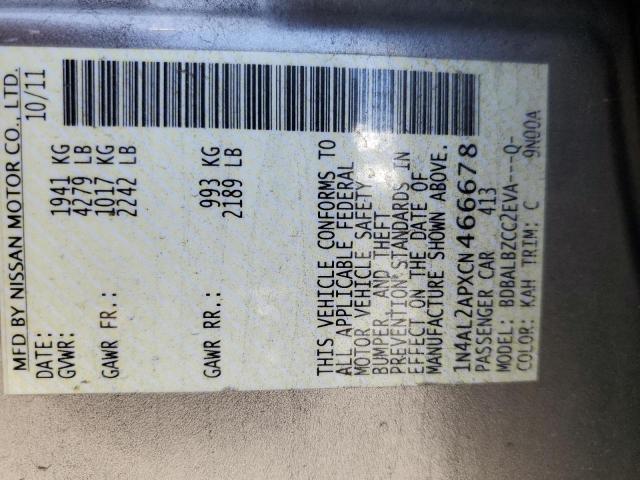 MFD BY NISSAN MOTOR CO., LTD.
DATE: 10/11
GVWR: 1941 KG
4279 LB
GAWR FR.: 1017 KG
2242 LB
GAWR RR.: 993 KG
2189 LB
THIS VEHICLE CONFORMS TO
ALL APPLICABLE FEDERAL
MOTOR VEHICLE SAFETY,
BUMPER, AND THEFT
PREVENTION STANDARDS IN
EFFECT ON THE DATE OF
MANUFACTURE SHOWN ABOVE.
1N4AL2APXCN466678
PASSENGER CAR 413
MODEL: BDBALBZCC2EVA---Q-
COLOR: KAH TRIM: C 9N00A